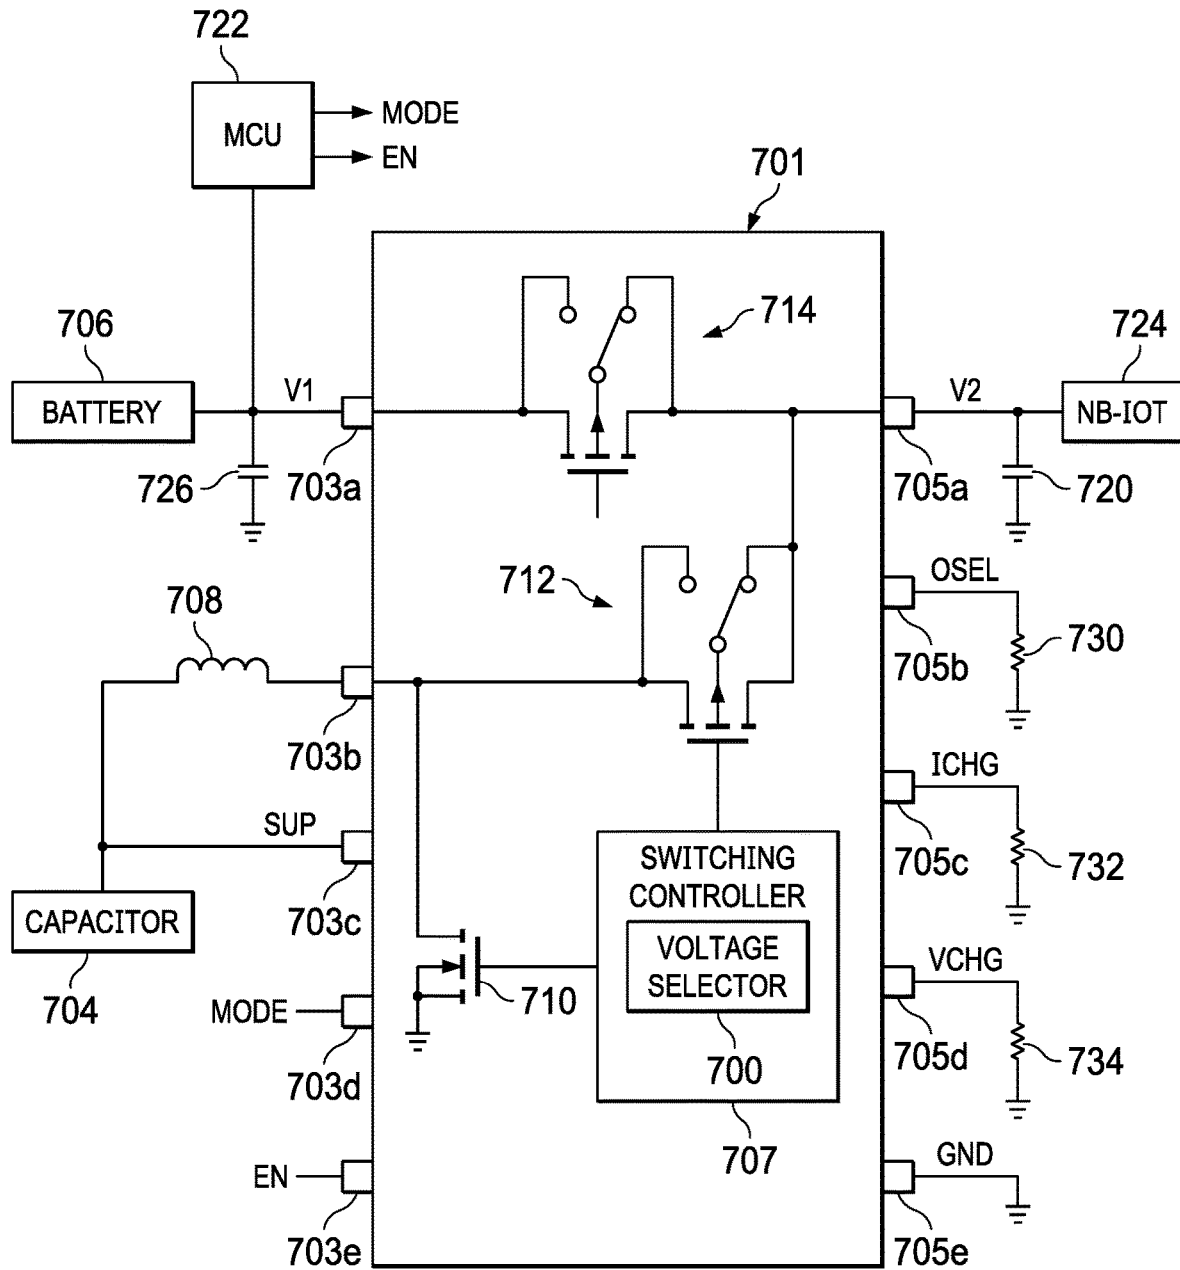 722
MCU
MODE
EN
701
714
706
BATTERY
V1
703a
726
V2
724
NB-IOT
705a
720
712
OSEL
705b
730
708
703b
ICHG
705c
732
SUP
703c
CAPACITOR
704
SWITCHING
CONTROLLER
VOLTAGE
SELECTOR
700
707
710
VCHG
705d
734
MODE
703d
EN
703e
GND
705e